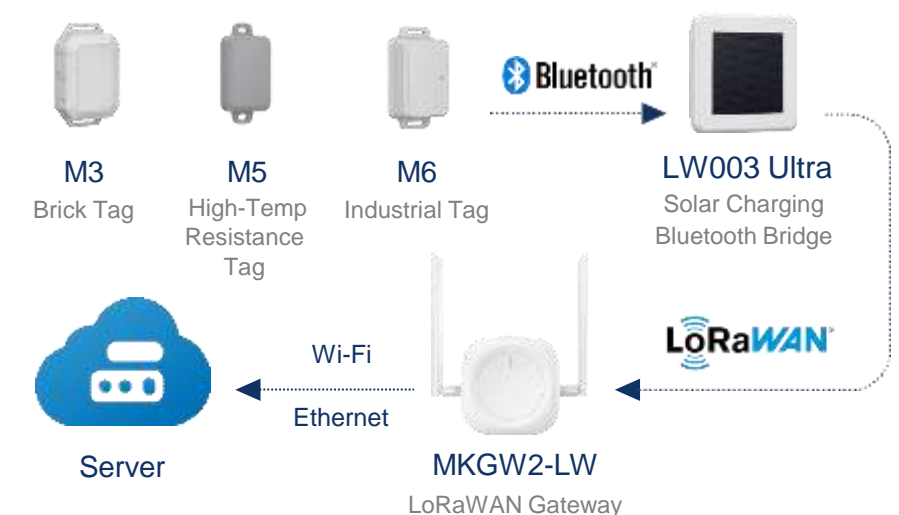 Bluetooth®
M3
Brick Tag
M5
High-Temp
Resistance
Tag
M6
Industrial Tag
LW003 Ultra
Solar Charging
Bluetooth Bridge
LoRaWAN®
Wi-Fi
Ethernet
Server
MKGW2-LW
LoRaWAN Gateway